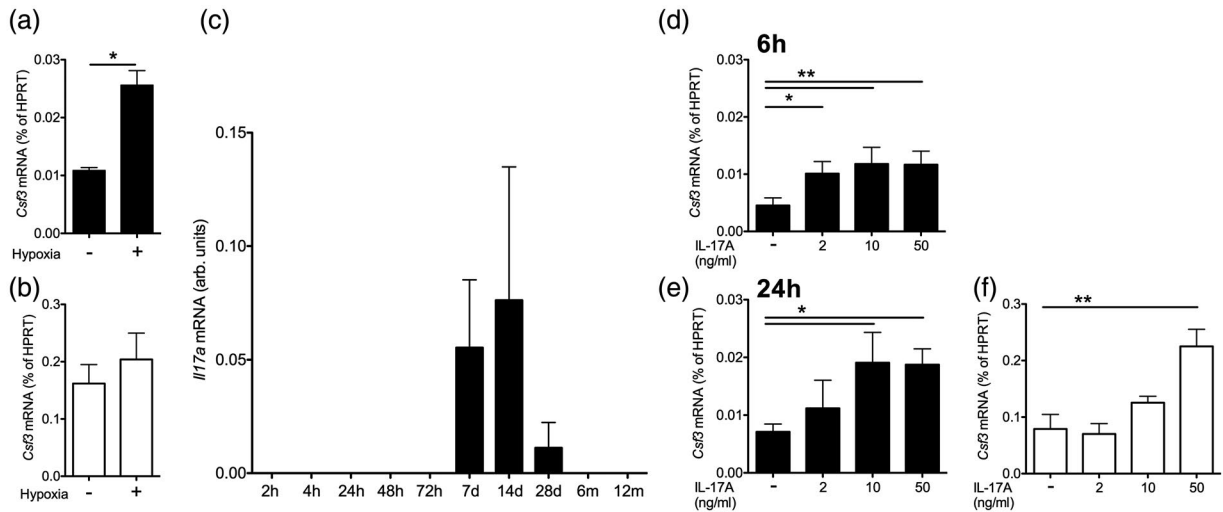 (a)
0.03
0.02
0.01
0.00
Csf3 mRNA (% of HPRT)
*
Hypoxia - +
(b)
0.3
0.2
0.1
0.0
Csf3 mRNA (% of HPRT)
Hypoxia - +
(c)
0.15
0.10
0.05
0.00
Il17a mRNA (arb. units)
2h 4h 24h 48h 72h 7d 14d 28d 6m 12m
(d) 6h
0.03
0.02
0.01
0.00
Csf3 mRNA (% of HPRT)
**
*
IL-17A - 2 10 50
(ng/ml)
(e) 24h
0.03
0.02
0.01
0.00
Csf3 mRNA (% of HPRT)
*
IL-17A - 2 10 50
(ng/ml)
(f)
0.3
0.2
0.1
0.0
Csf3 mRNA (% of HPRT)
**
IL-17A - 2 10 50
(ng/ml)